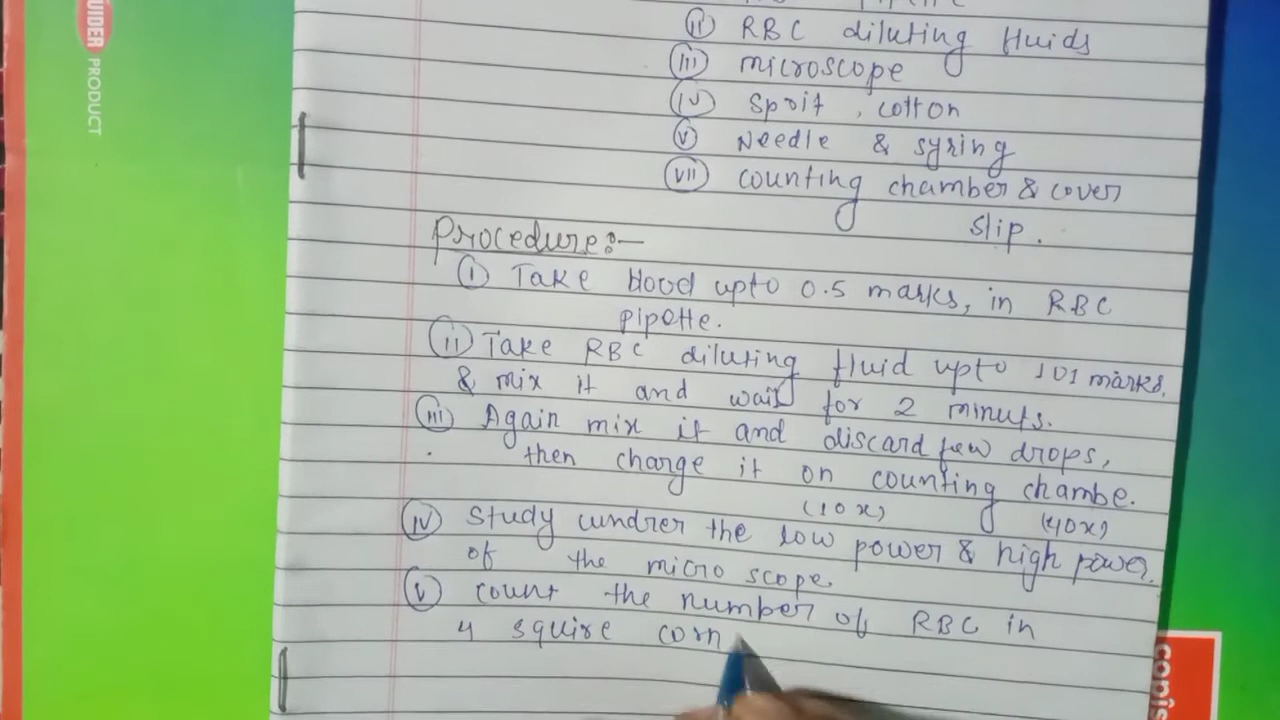 UIDER PRODUCT
(ii) RBC diluting fluids
(iii) microscope
(iv) sprit, cotton
(v) Needle & syring
(vii) counting chamber & cover
slip.
Procedure:-
(i) Take blood upto 0.5 marks, in RBC
pipette.
(ii) Take RBC diluting fluid upto 101 marks,
& mix it and wait for 2 minuts.
(iii) Again mix it and discard few drops,
then charge it on counting chambe.
(10x) (40x)
(iv) Study undrer the low power & high power
of the micro scope.
(v) count the number of RBC in
4 squire corn
copis